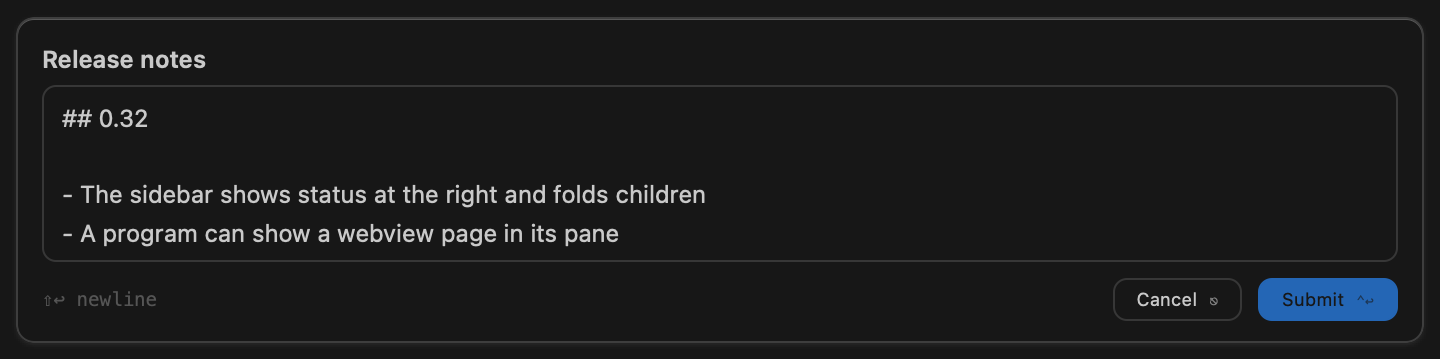 Release notes
## 0.32
- The sidebar shows status at the right and folds children
- A program can show a webview page in its pane
⇧↩ newline
Cancel ⎋
Submit ^↩